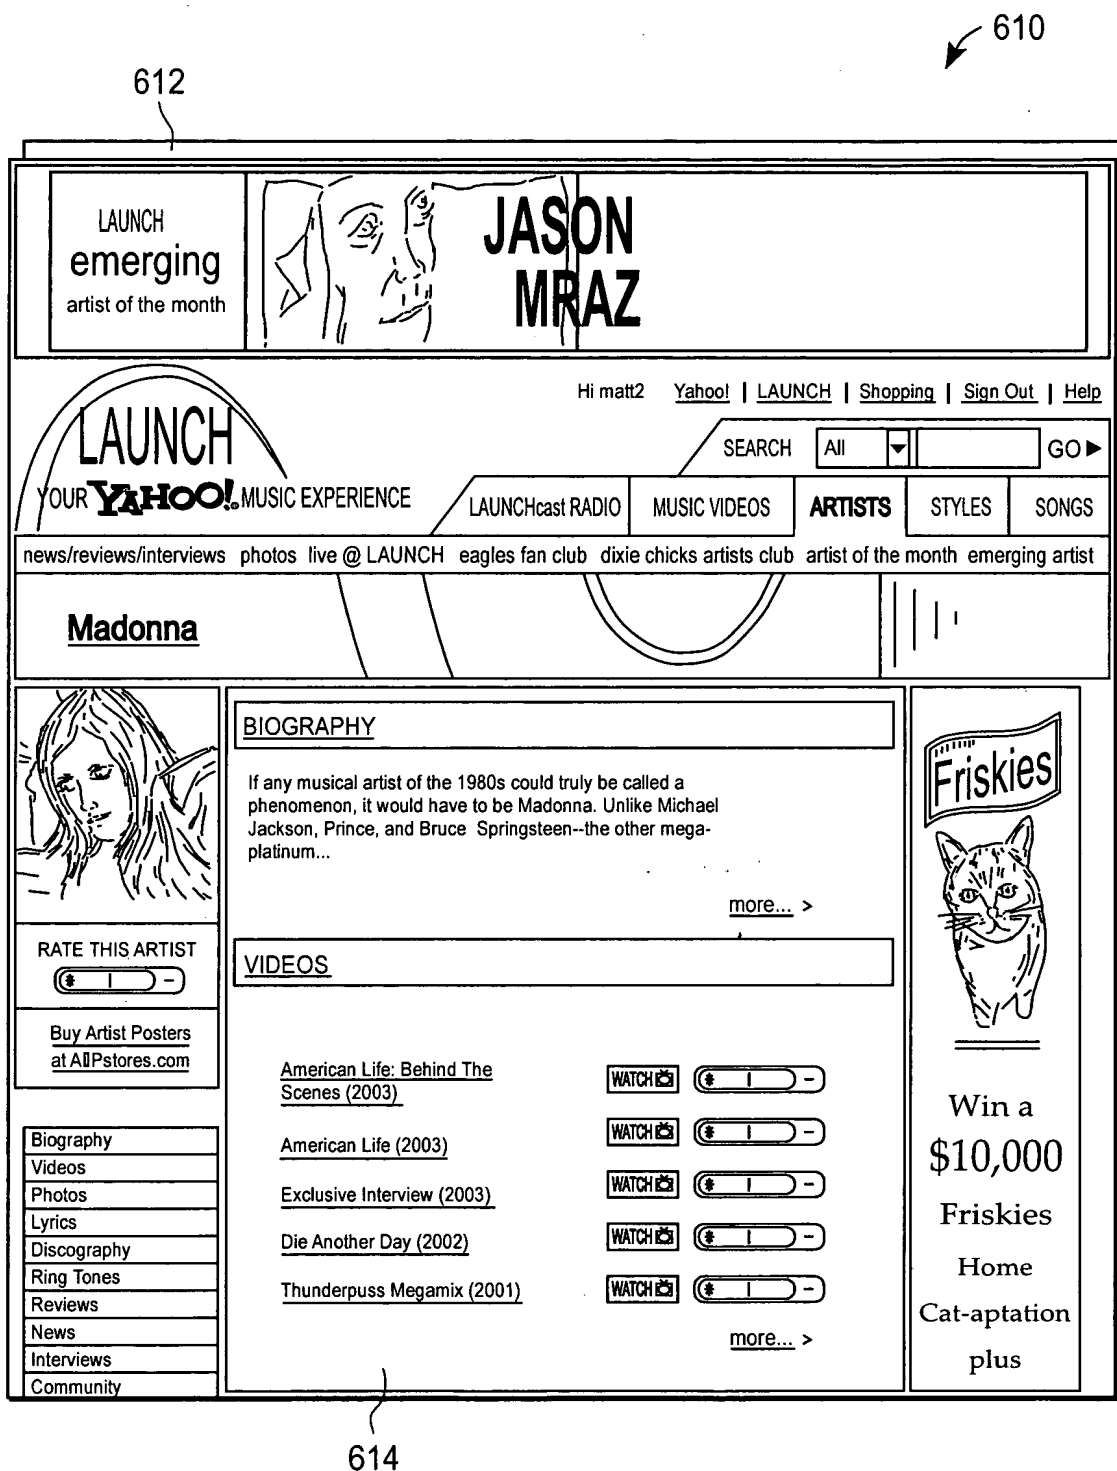 610
612
LAUNCH
emerging
artist of the month
JASON
MRAZ
Hi matt2 Yahoo! | LAUNCH | Shopping | Sign Out | Help
LAUNCH
SEARCH All GO
YOUR YAHOO! MUSIC EXPERIENCE
LAUNCHcast RADIO MUSIC VIDEOS ARTISTS STYLES SONGS
news/reviews/interviews photos live @ LAUNCH eagles fan club dixie chicks artists club artist of the month emerging artist
Madonna
RATE THIS ARTIST
Buy Artist Posters
at AllPstores.com
Biography
Videos
Photos
Lyrics
Discography
Ring Tones
Reviews
News
Interviews
Community
BIOGRAPHY
If any musical artist of the 1980s could truly be called a
phenomenon, it would have to be Madonna. Unlike Michael
Jackson, Prince, and Bruce Springsteen--the other mega-
platinum...
more... >
VIDEOS
American Life: Behind The
Scenes (2003)
WATCH
American Life (2003)
WATCH
Exclusive Interview (2003)
WATCH
Die Another Day (2002)
WATCH
Thunderpuss Megamix (2001)
WATCH
more... >
Friskies
Win a
$10,000
Friskies
Home
Cat-aptation
plus
614